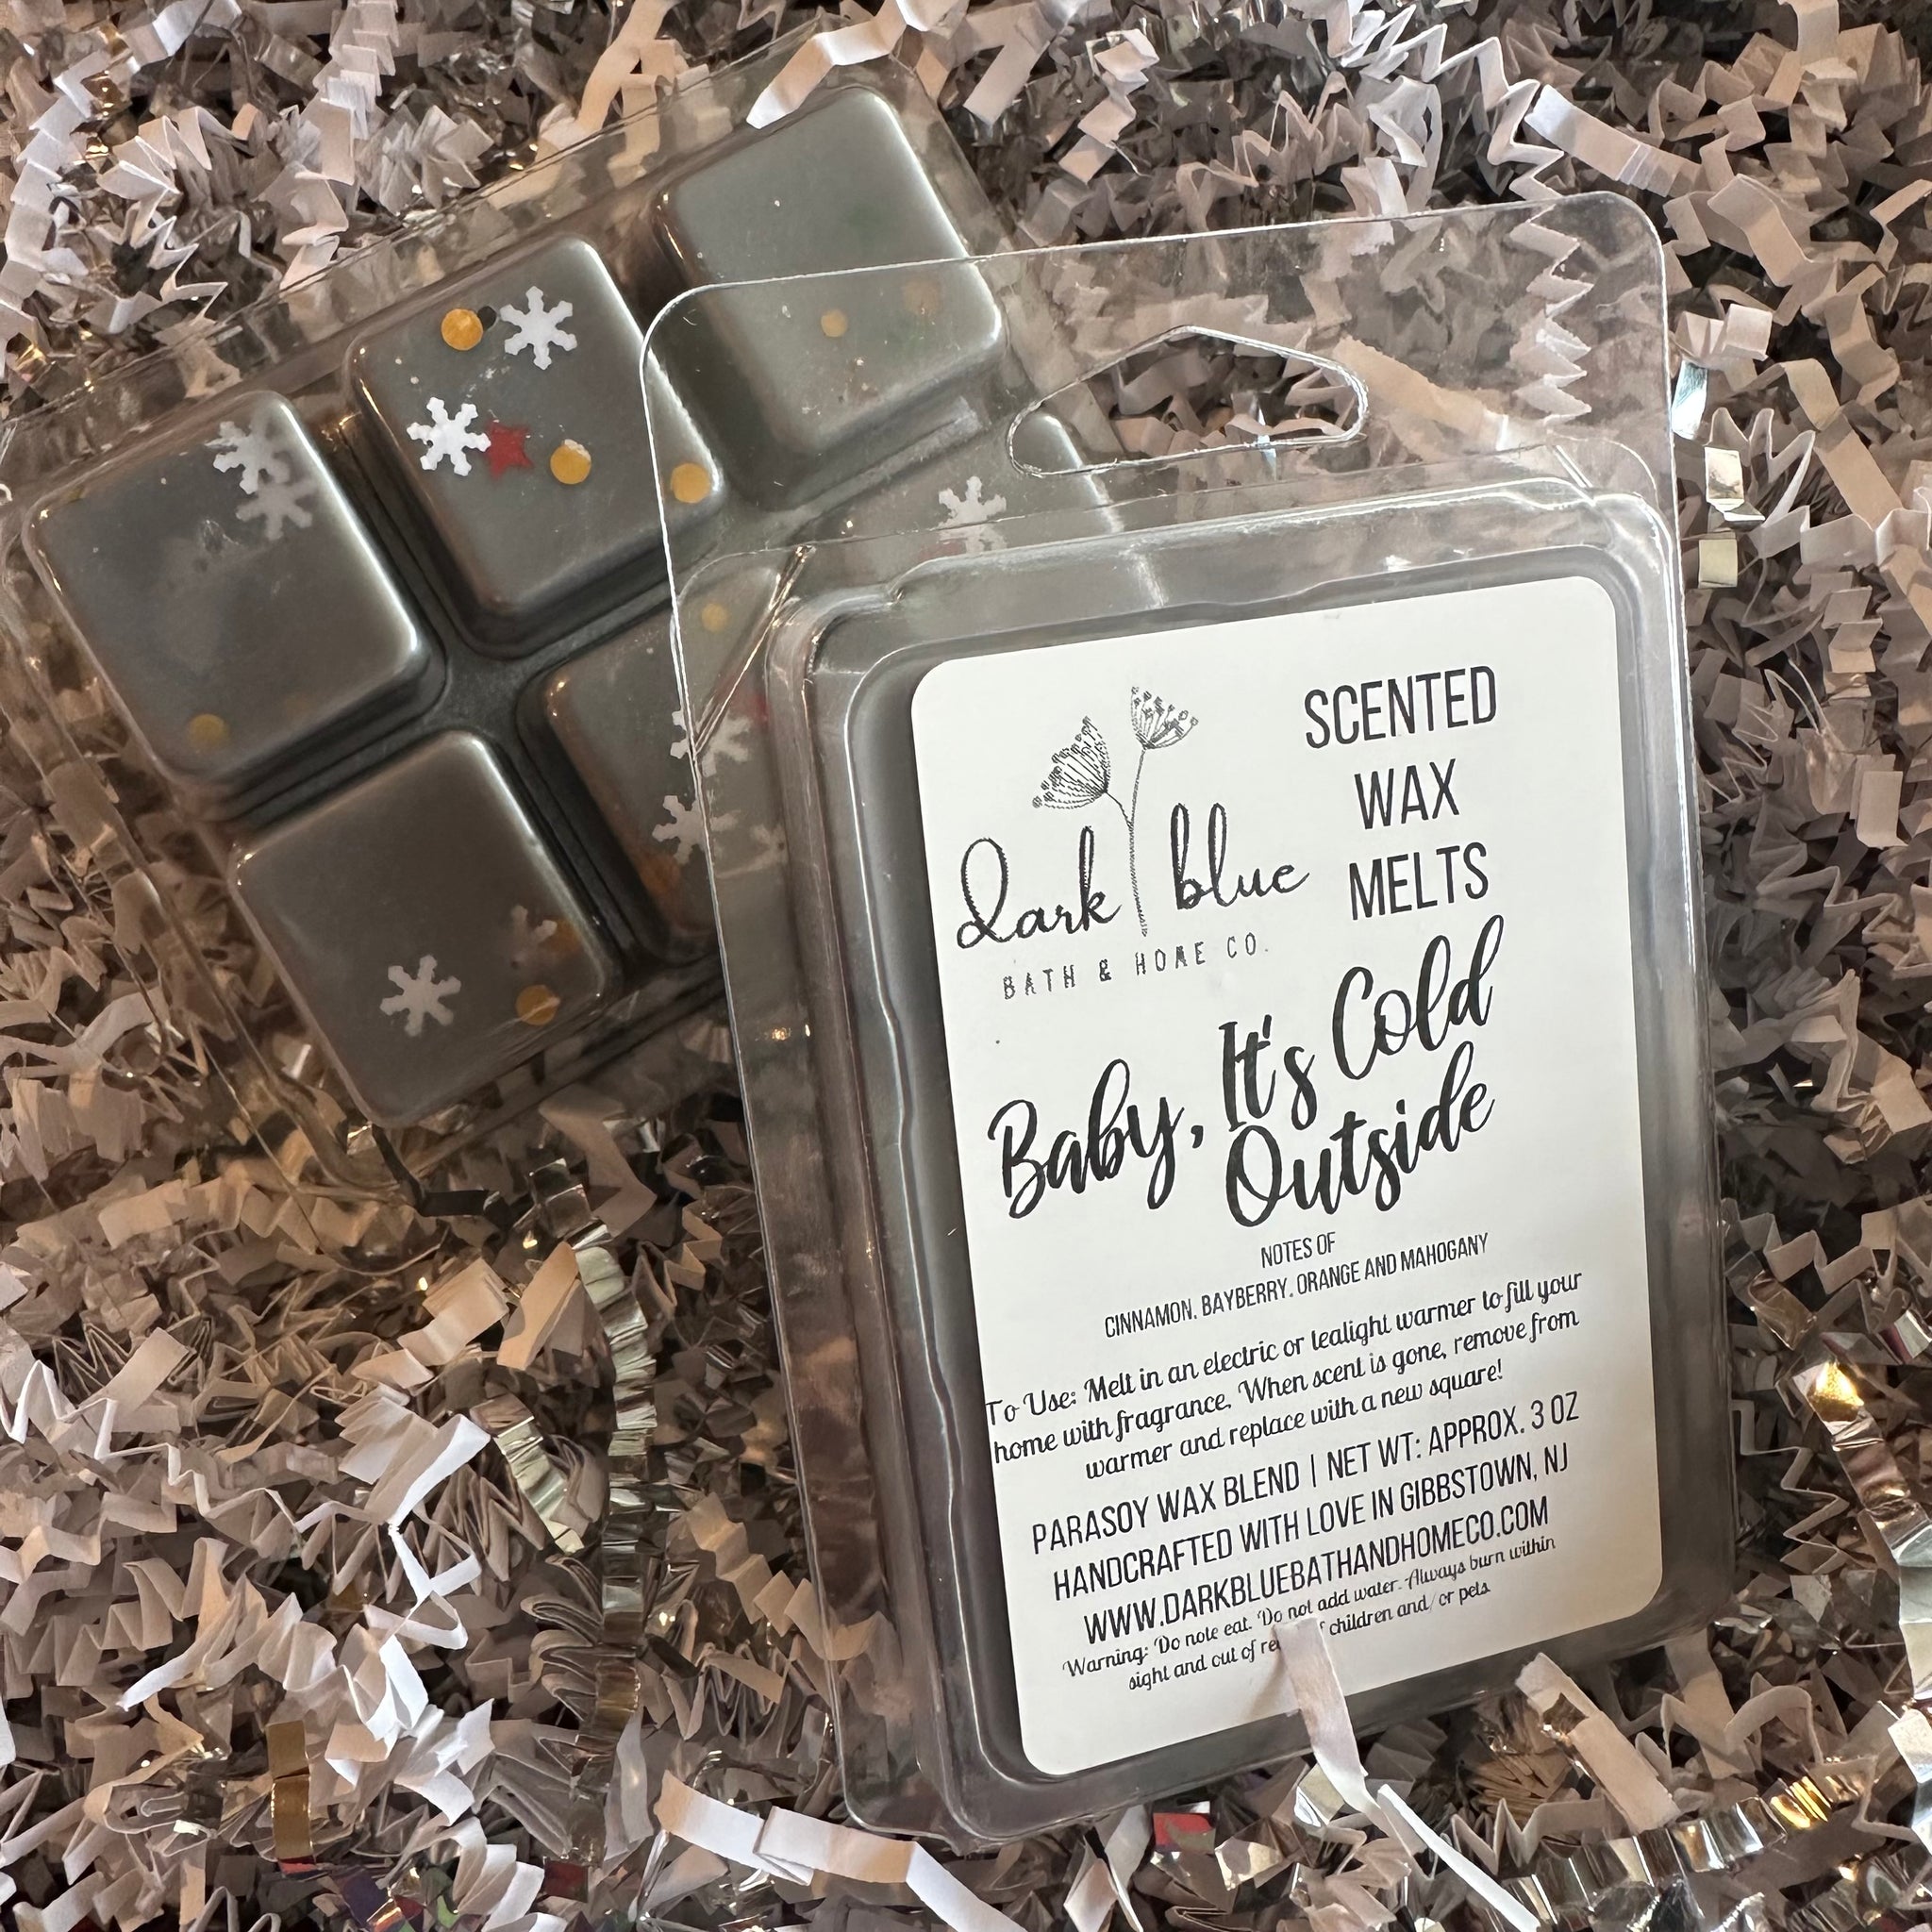 dark blue
BATH & HOME CO.
SCENTED
WAX
MELTS
Baby, It's Cold
Outside
NOTES OF
CINNAMON, BAYBERRY, ORANGE AND MAHOGANY
To Use: Melt in an electric or tealight warmer to fill your
home with fragrance. When scent is gone, remove from
warmer and replace with a new square!
PARASOY WAX BLEND | NET WT: APPROX. 3 OZ
HANDCRAFTED WITH LOVE IN GIBBSTOWN, NJ
WWW.DARKBLUEBATHANDHOMECO.COM
Warning: Do note eat. Do not add water. Always burn within
sight and out of children and/or pets